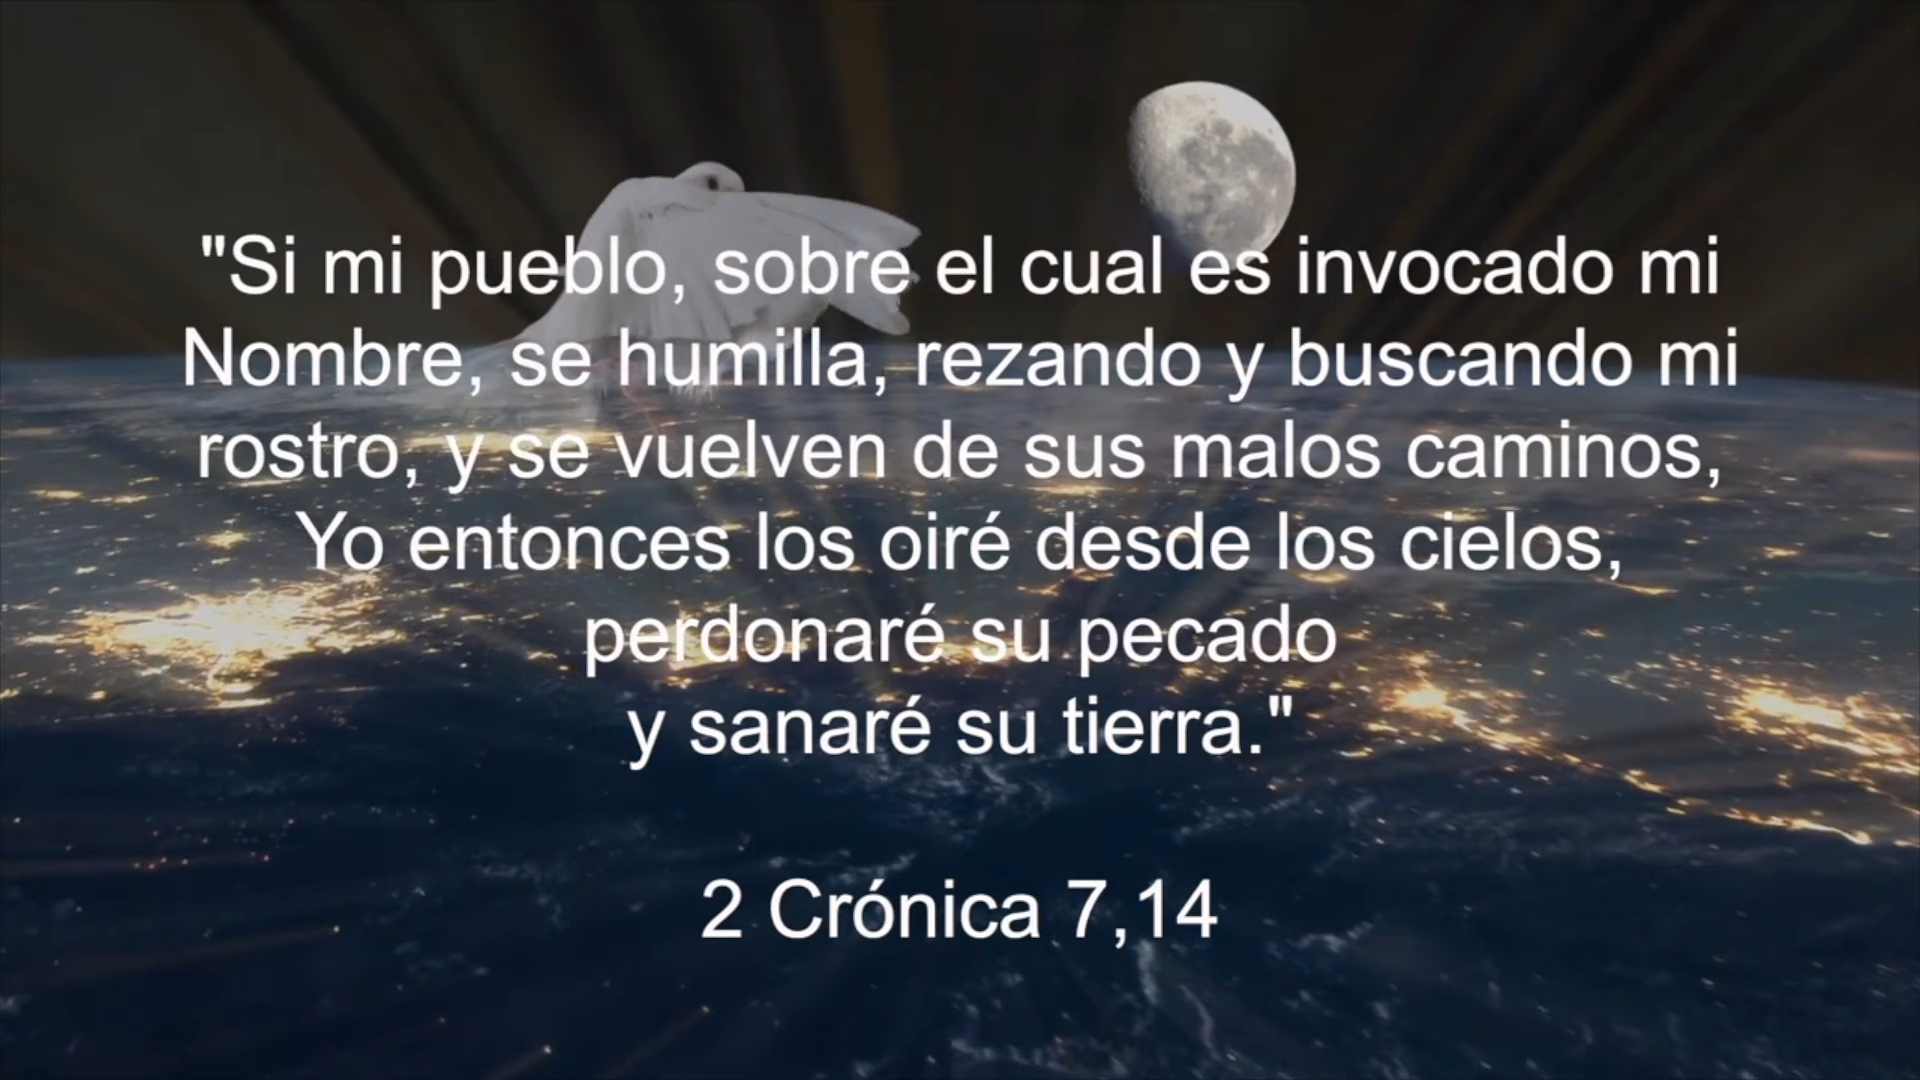 "Si mi pueblo, sobre el cual es invocado mi
Nombre, se humilla, rezando y buscando mi
rostro, y se vuelven de sus malos caminos,
Yo entonces los oiré desde los cielos,
perdonaré su pecado
y sanaré su tierra."
2 Crónica 7,14